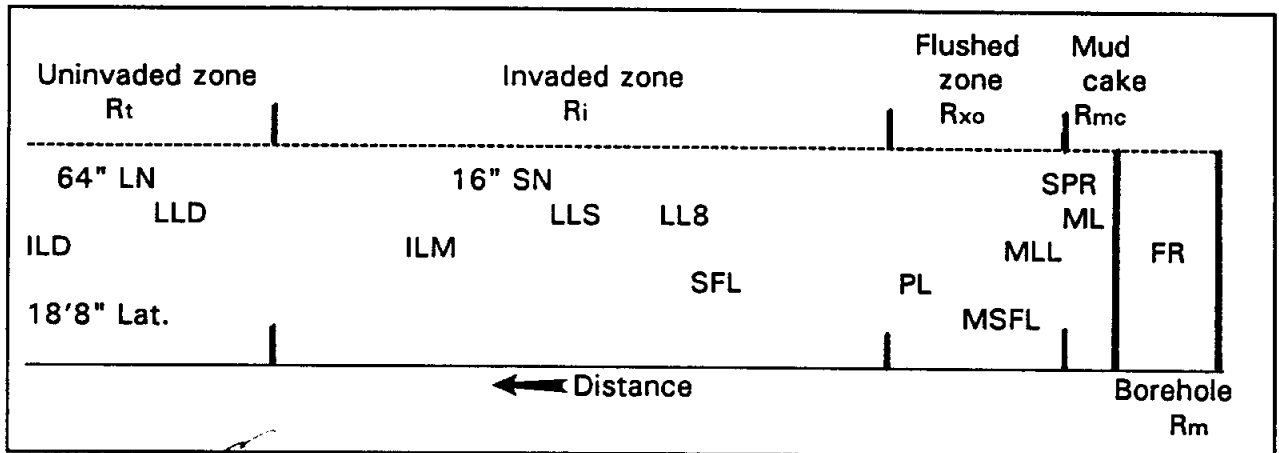 Uninvaded zone
Rt
Invaded zone
Ri
Flushed
zone
Rxo
Mud
cake
Rmc
64" LN 16" SN SPR
LLD LLS LL8 ML
ILD ILM MLL FR
SFL PL
18'8" Lat. MSFL
Distance
Borehole
Rm